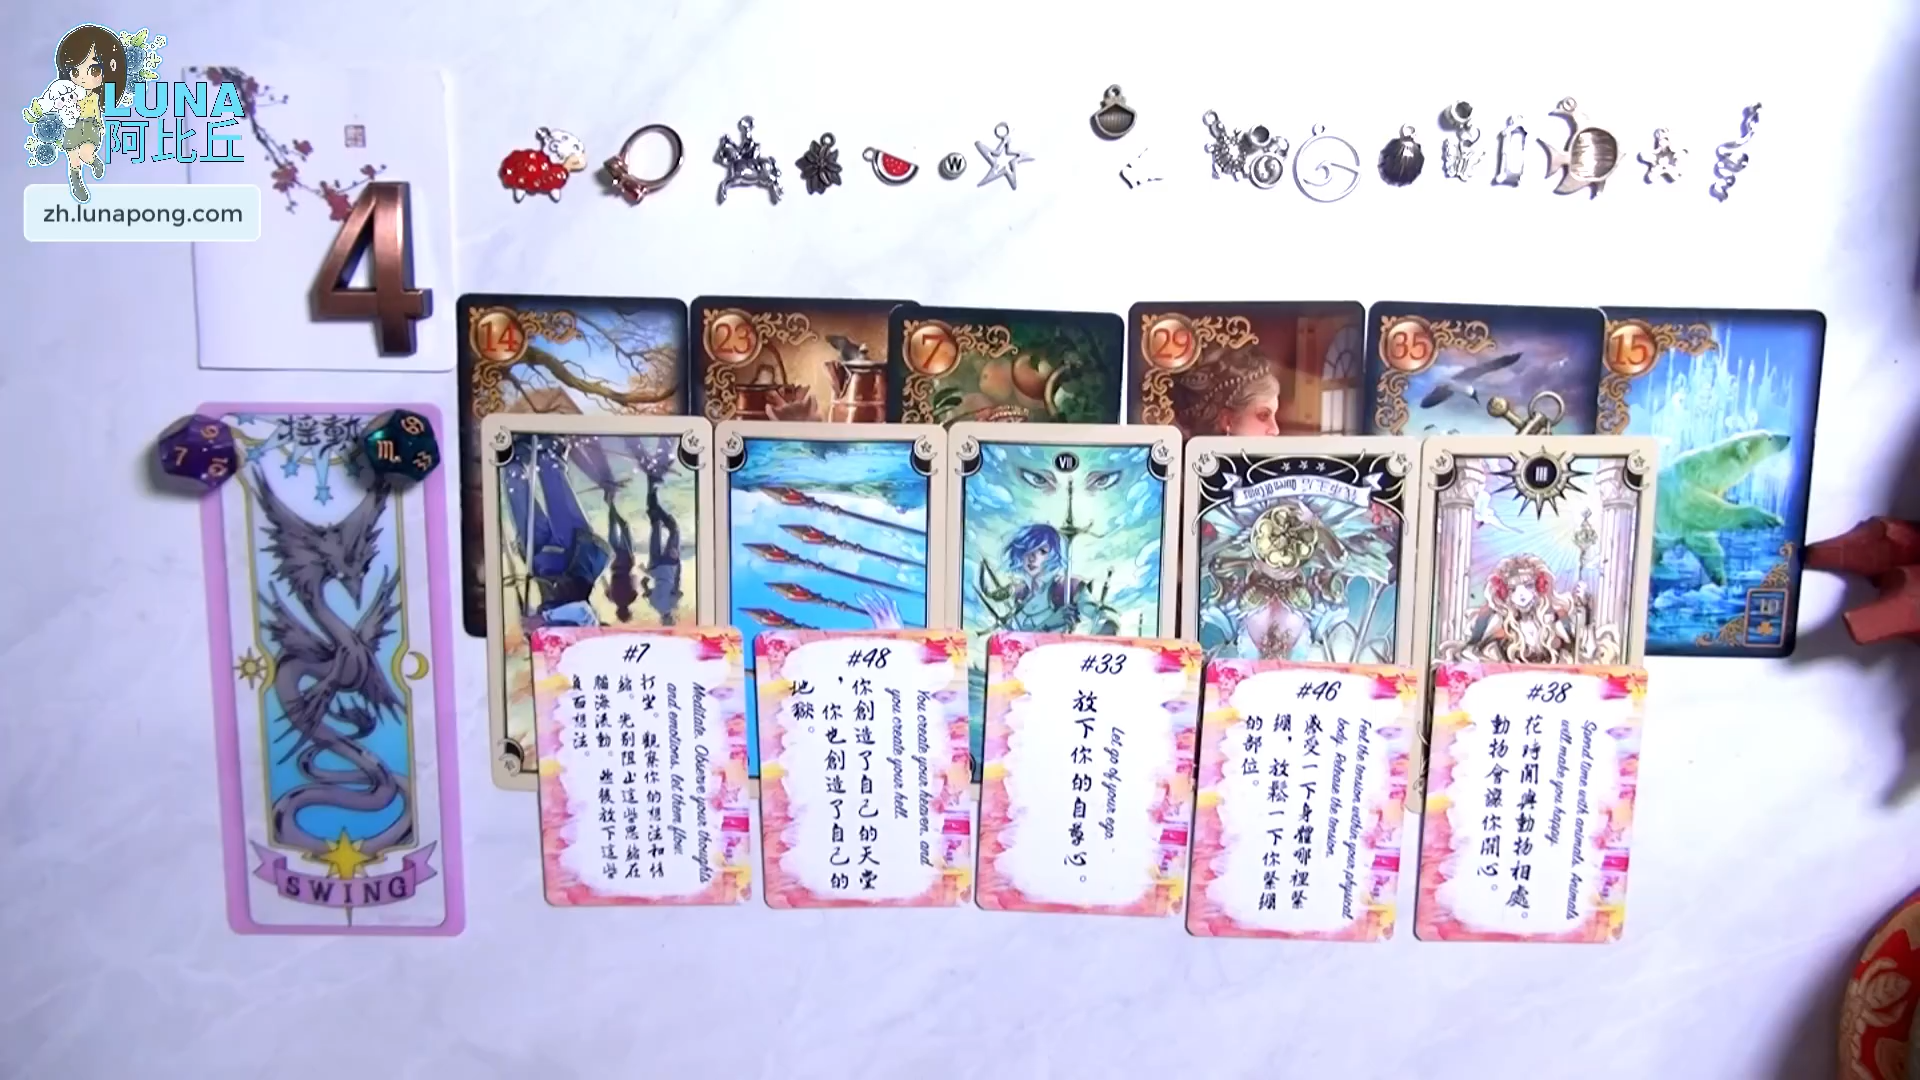 LUNA
阿比丘
zh.lunapong.com
4
14
23
7
29
35
15
W
7
9
搖動
VII
Queen of Coins
III
10
SWING
#7
打坐。觀察你的想法和情
緒。先別阻止這些思緒在
腦海流動。然後放下這些
負面想法。
Meditate. Observe your thoughts
and emotions, let them flow.
#48
你創造了自己的天堂
，你也創造了自己的
地獄。
You create your heaven, and
you create your hell.
#33
放下你的自尊心。
Let go of your ego.
#46
感受一下身體哪裡緊
繃，放鬆一下你緊繃
的部位。
Feel the tension within your physical
body. Release the tension.
#38
花時間與動物相處。
動物會讓你開心。
Spend time with animals. Animals
will make you happy.